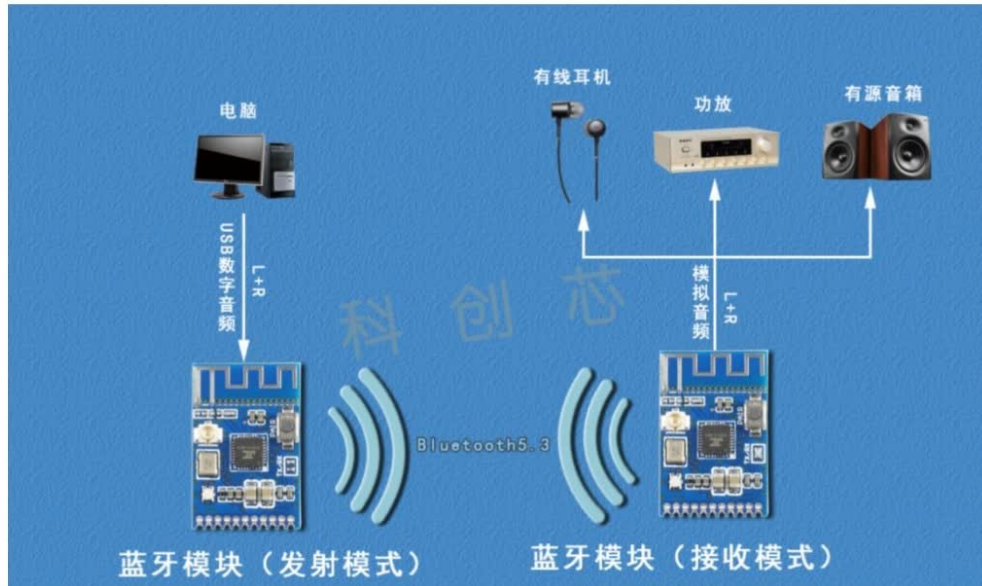 有线耳机
功放
有源音箱
电脑
USB数字音频
L+R
模拟音频
L+R
科创芯
Bluetooth5.3
蓝牙模块（发射模式）
蓝牙模块（接收模式）